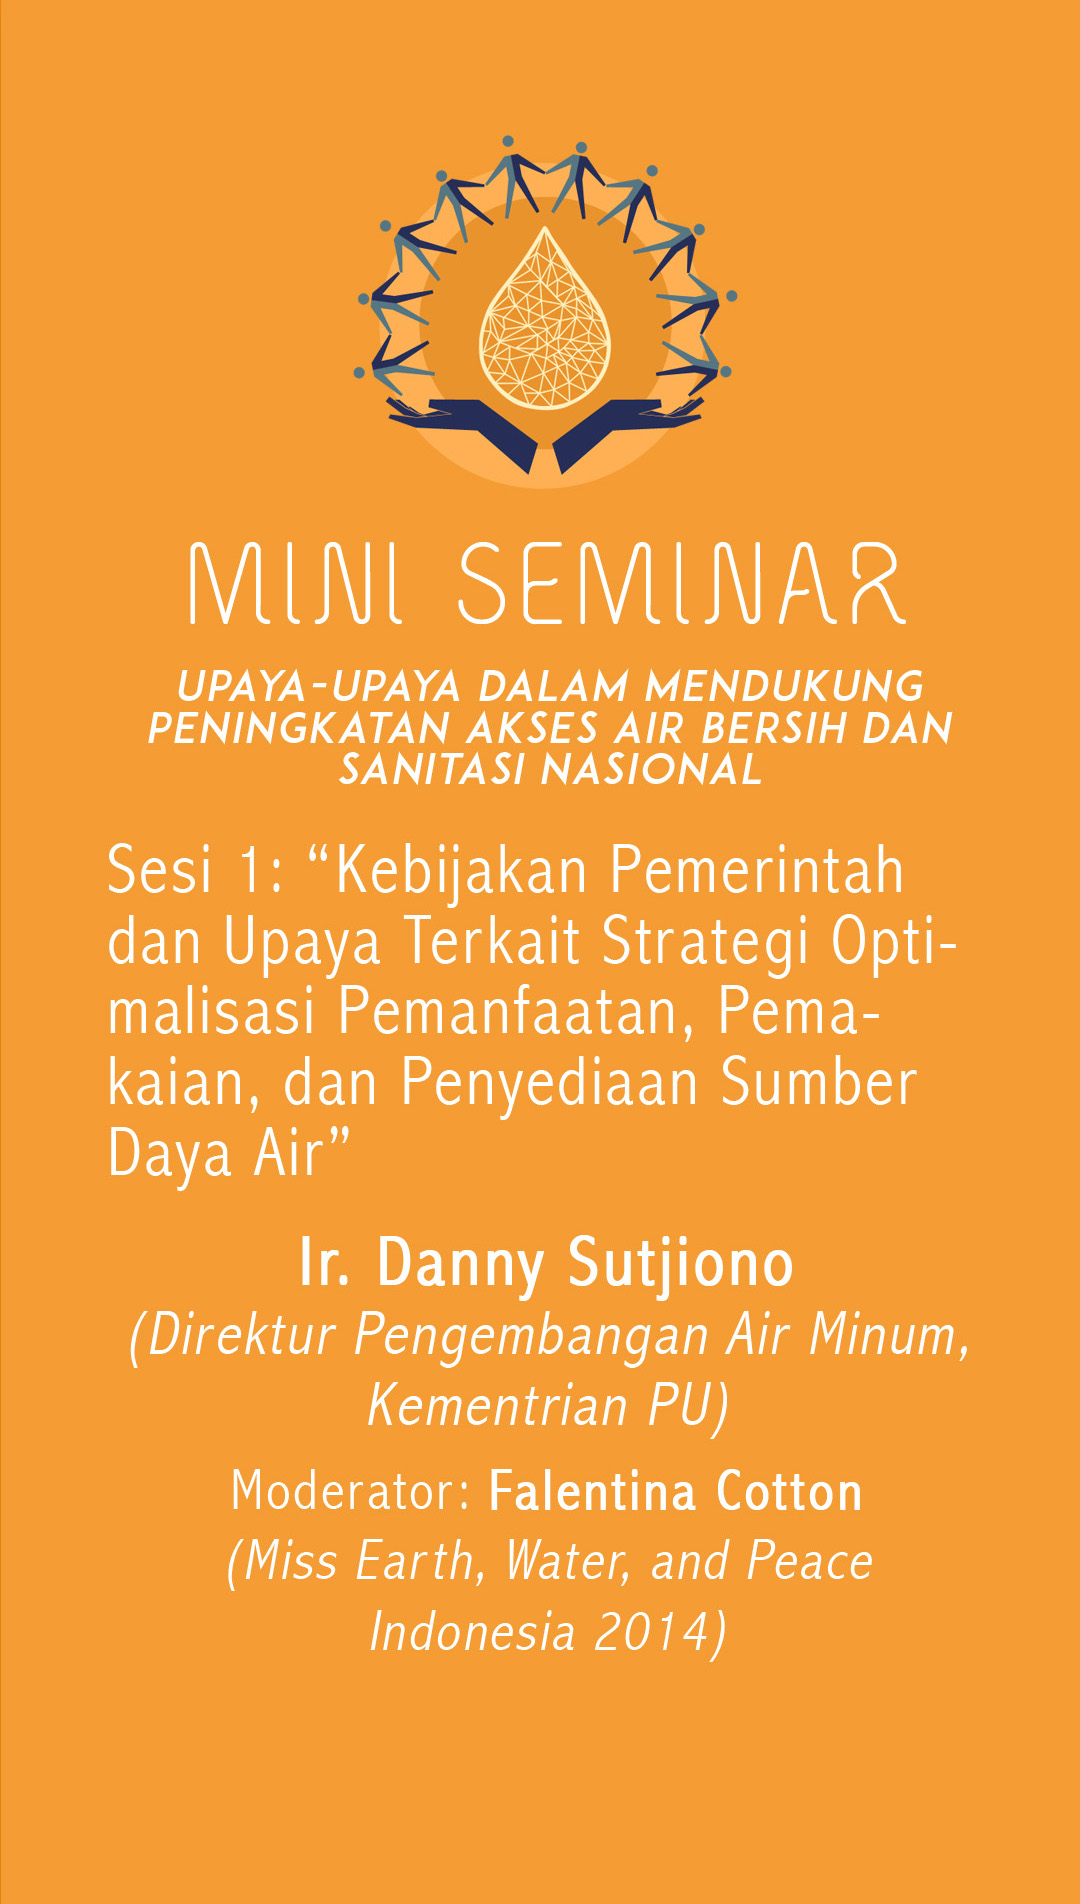 MINI SEMINAR
UPAYA-UPAYA DALAM MENDUKUNG
PENINGKATAN AKSES AIR BERSIH DAN
SANITASI NASIONAL
Sesi 1: “Kebijakan Pemerintah
dan Upaya Terkait Strategi Opti-
malisasi Pemanfaatan, Pema-
kaian, dan Penyediaan Sumber
Daya Air”
Ir. Danny Sutjiono
(Direktur Pengembangan Air Minum,
Kementrian PU)
Moderator: Falentina Cotton
(Miss Earth, Water, and Peace
Indonesia 2014)